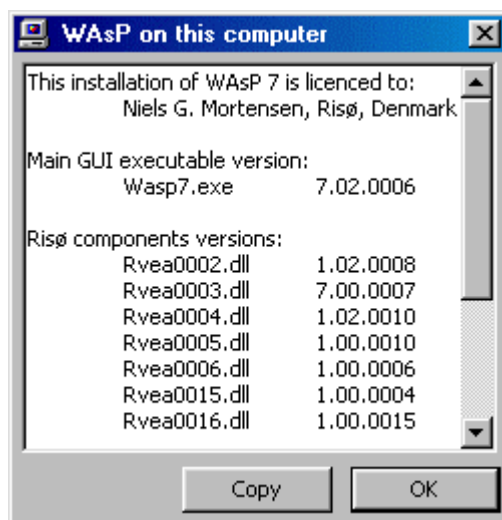 WAsP on this computer
This installation of WAsP 7 is licenced to:
Niels G. Mortensen, Risø, Denmark
Main GUI executable version:
Wasp7.exe 7.02.0006
Risø components versions:
Rvea0002.dll 1.02.0008
Rvea0003.dll 7.00.0007
Rvea0004.dll 1.02.0010
Rvea0005.dll 1.00.0010
Rvea0006.dll 1.00.0006
Rvea0015.dll 1.00.0004
Rvea0016.dll 1.00.0015
Copy OK